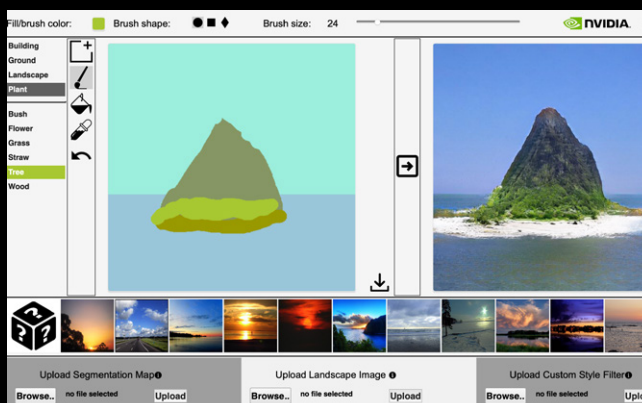 Fill/brush color: Brush shape: Brush size: 24 NVIDIA.
Building
Ground
Landscape
Plant
Bush
Flower
Grass
Straw
Tree
Wood
? ? ?
Upload Segmentation Map Upload Landscape Image Upload Custom Style Filter
Browse.. no file selected Upload Browse.. no file selected Upload Browse.. no file selected